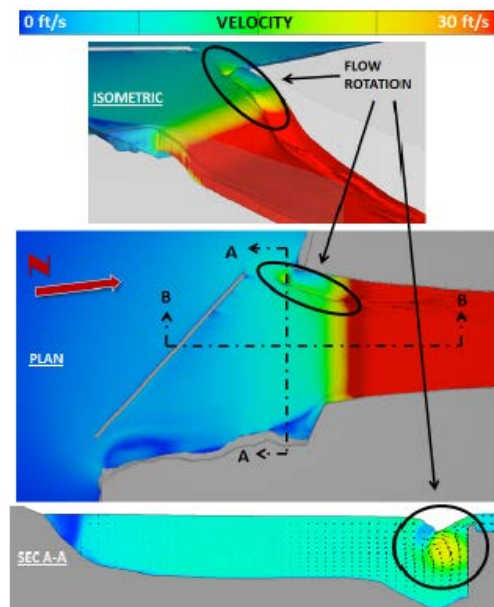 0 ft/s VELOCITY 30 ft/s
FLOW
ROTATION
ISOMETRIC
A
N
B B
PLAN
A
SEC A-A